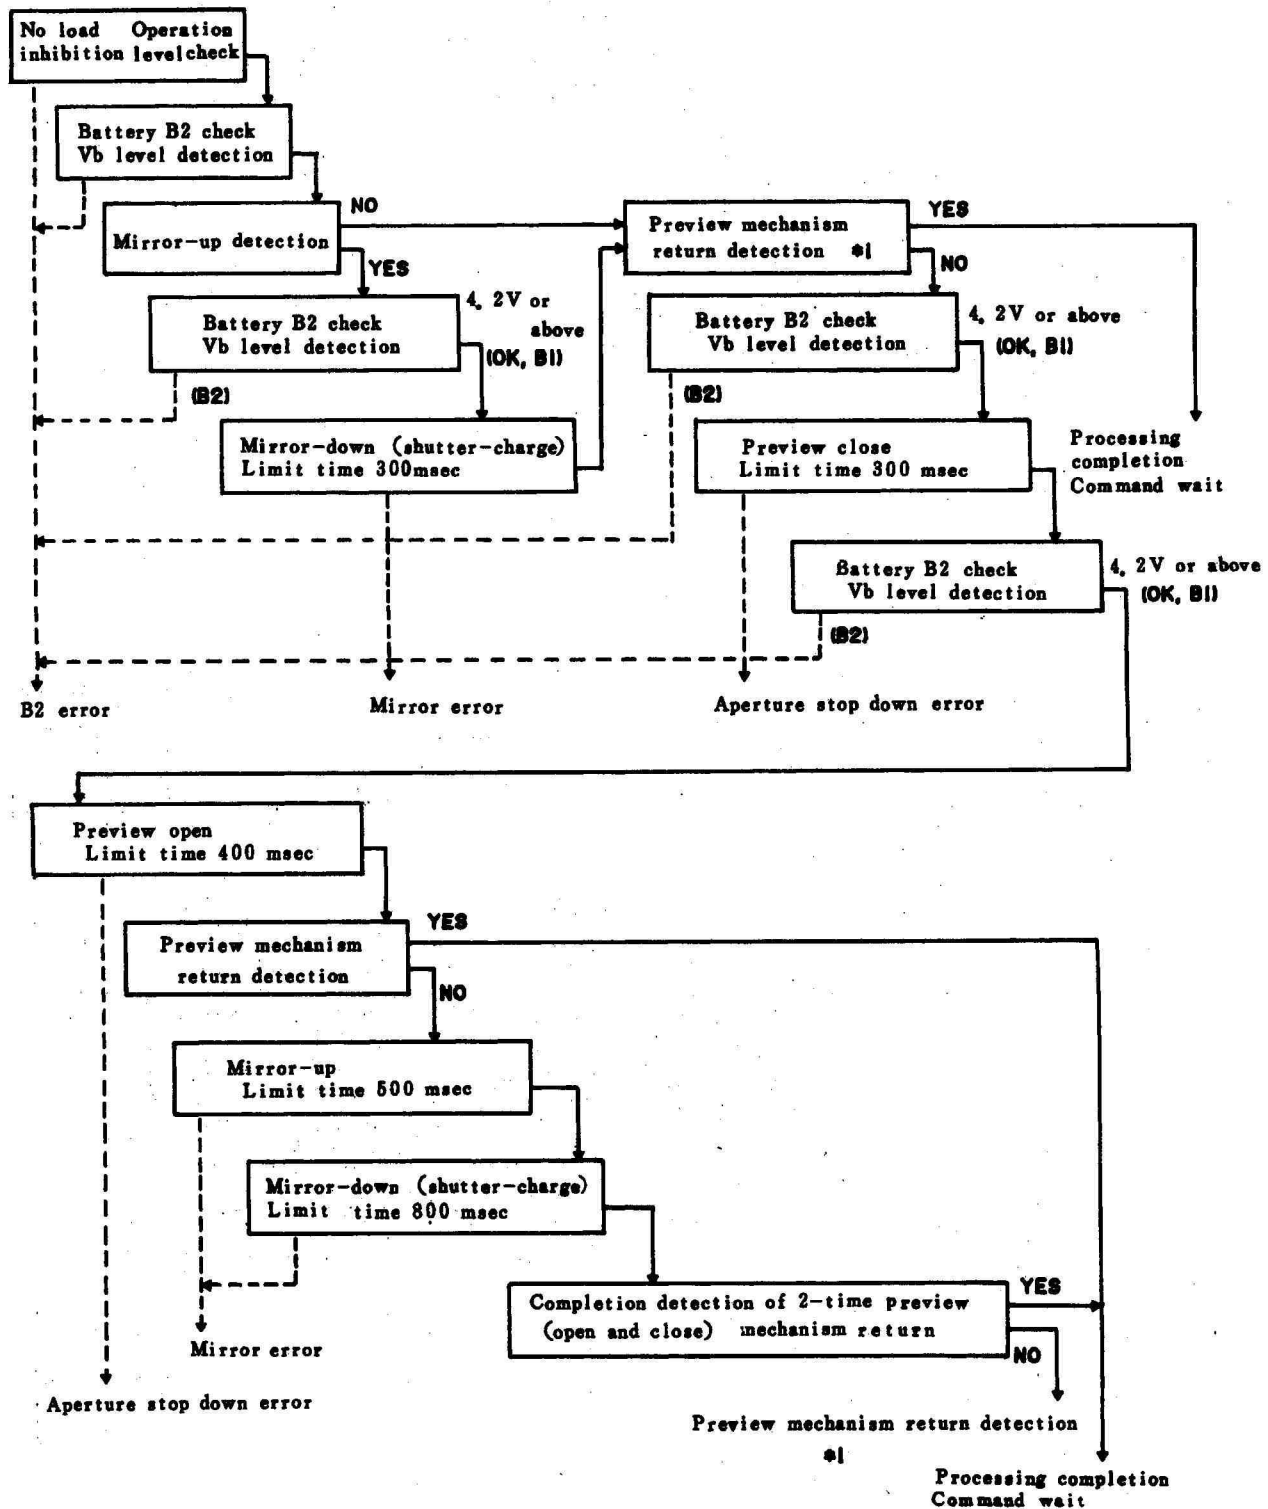 No load Operation
inhibition level check
Battery B2 check
Vb level detection
Mirror-up detection
NO
YES
Preview mechanism
return detection *1
YES
NO
Battery B2 check
Vb level detection
4. 2V or
above
(OK, B1)
(B2)
Battery B2 check
Vb level detection
4. 2V or above
(OK, B1)
(B2)
Mirror-down (shutter-charge)
Limit time 300msec
Preview close
Limit time 300 msec
Processing
completion
Command wait
Battery B2 check
Vb level detection
4. 2V or above
(OK, B1)
(B2)
B2 error
Mirror error
Aperture stop down error
Preview open
Limit time 400 msec
Preview mechanism
return detection
YES
NO
Mirror-up
Limit time 500 msec
Mirror-down (shutter-charge)
Limit time 800 msec
Completion detection of 2-time preview
(open and close) mechanism return
YES
NO
Mirror error
Aperture stop down error
Preview mechanism return detection
*1
Processing completion
Command wait